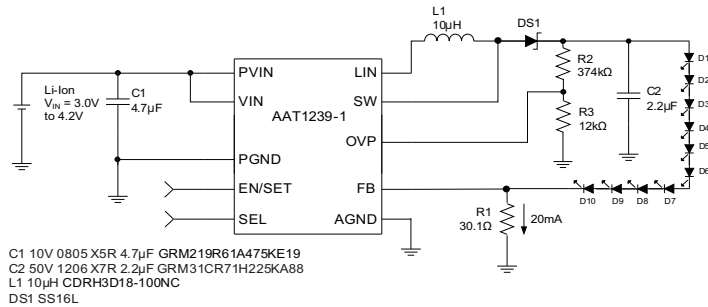 L1
10μH
DS1
Li-Ion
VIN = 3.0V
to 4.2V
C1
4.7μF
PVIN
VIN
PGND
EN/SET
SEL
AAT1239-1
LIN
SW
OVP
FB
AGND
R2
374kΩ
R3
12kΩ
C2
2.2μF
D1
D2
D3
D4
D5
D6
D10
D9
D8
D7
R1
30.1Ω
20mA
C1 10V 0805 X5R 4.7μF GRM219R61A475KE19
C2 50V 1206 X7R 2.2μF GRM31CR71H225KA88
L1 10μH CDRH3D18-100NC
DS1 SS16L